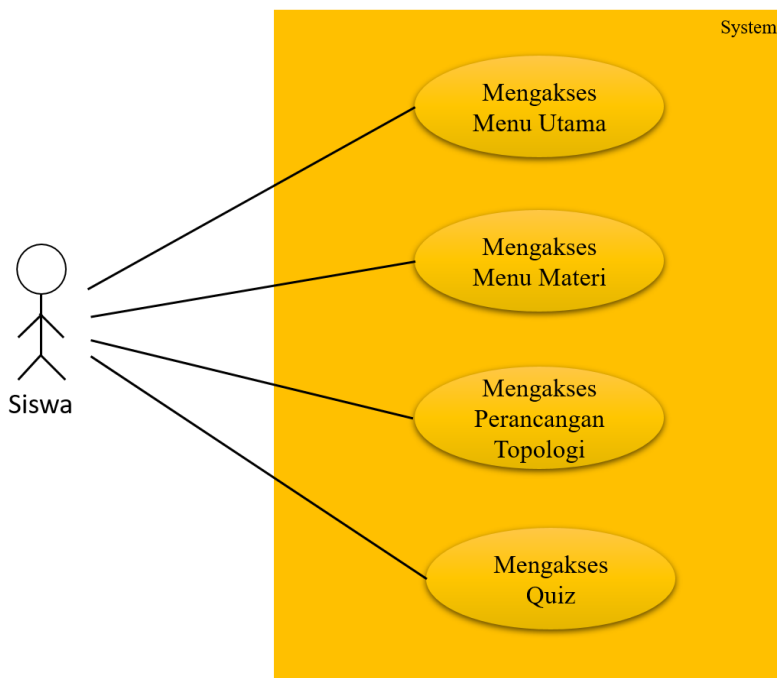 System
Mengakses
Menu Utama
Mengakses
Menu Materi
Siswa
Mengakses
Perancangan
Topologi
Mengakses
Quiz